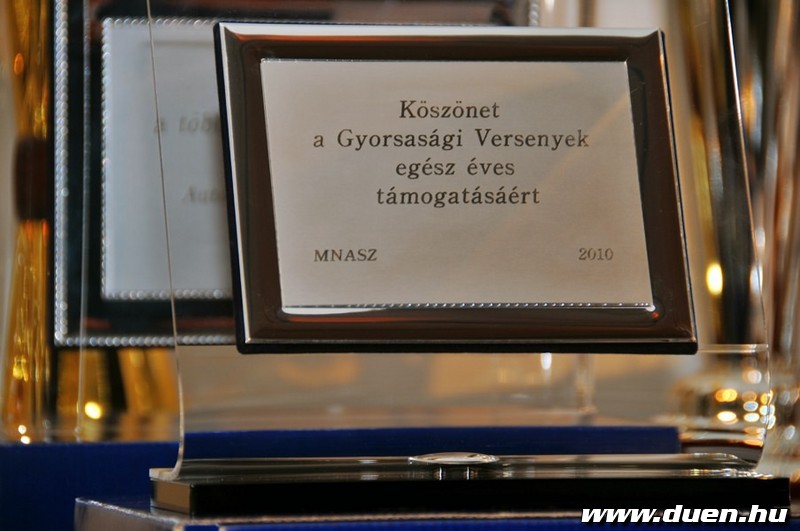 Köszönet
a Gyorsasági Versenyek
egész éves
támogatásáért
MNASZ 2010
www.duen.hu